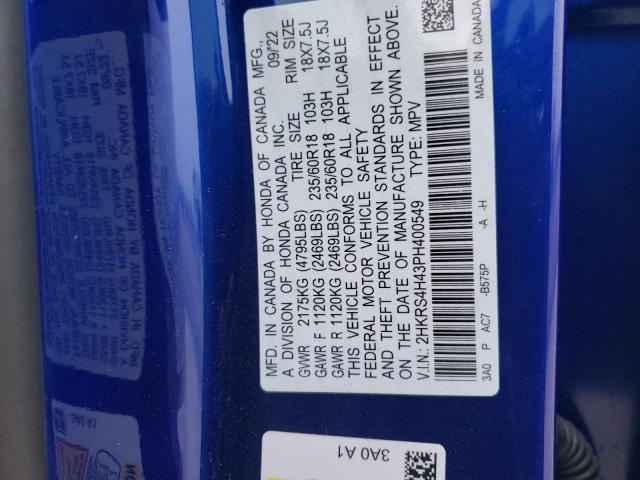 MFD. IN CANADA BY HONDA OF CANADA MFG.,
A DIVISION OF HONDA CANADA INC. 09/'22
TIRE SIZE RIM SIZE
GVWR 2175KG (4795LBS)
GAWR F 1120KG (2469LBS) 235/60R18 103H 18X7.5J
GAWR R 1120KG (2469LBS) 235/60R18 103H 18X7.5J
THIS VEHICLE CONFORMS TO ALL APPLICABLE
FEDERAL MOTOR VEHICLE SAFETY
AND THEFT PREVENTION STANDARDS IN EFFECT
ON THE DATE OF MANUFACTURE SHOWN ABOVE.
V.I.N: 2HKRS4H43PH400549 TYPE: MPV
3A0 P AC7 -B575P -A -H
MADE IN CANADA
3A0 A1